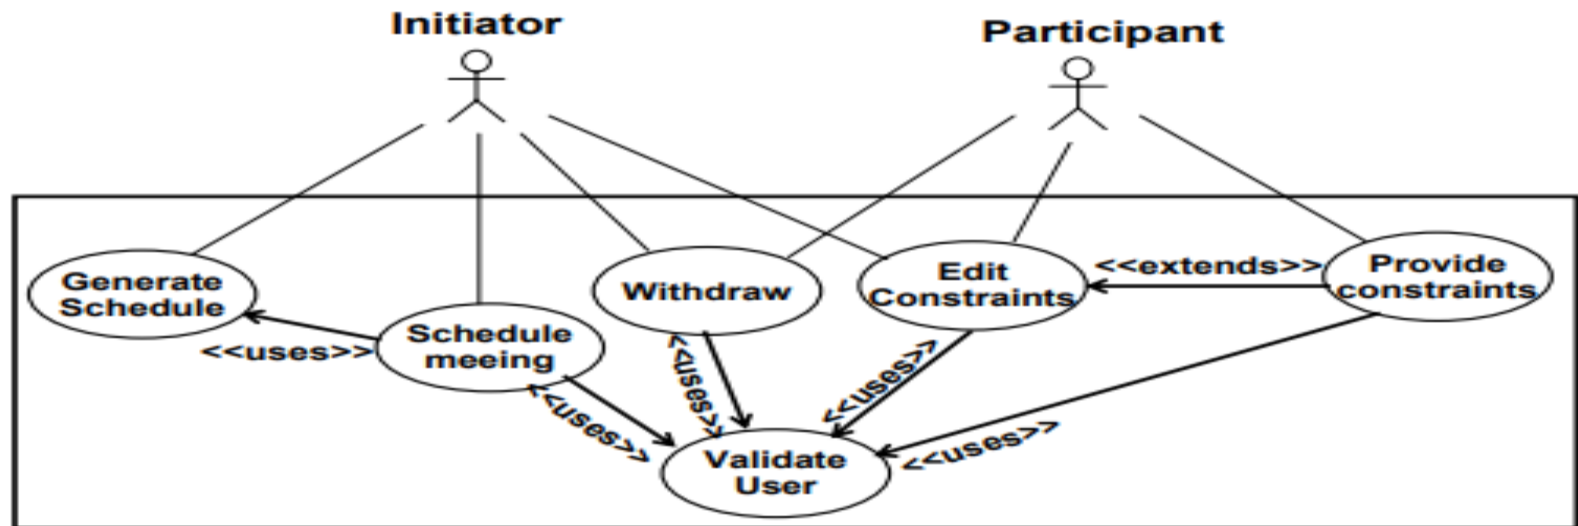 Initiator
Participant
Generate
Schedule
Withdraw
Edit
Constraints
<<extends>>
Provide
constraints
<<uses>>
Schedule
meeing
<<uses>>
<<uses>>
<<uses>>
<<uses>>
Validate
User